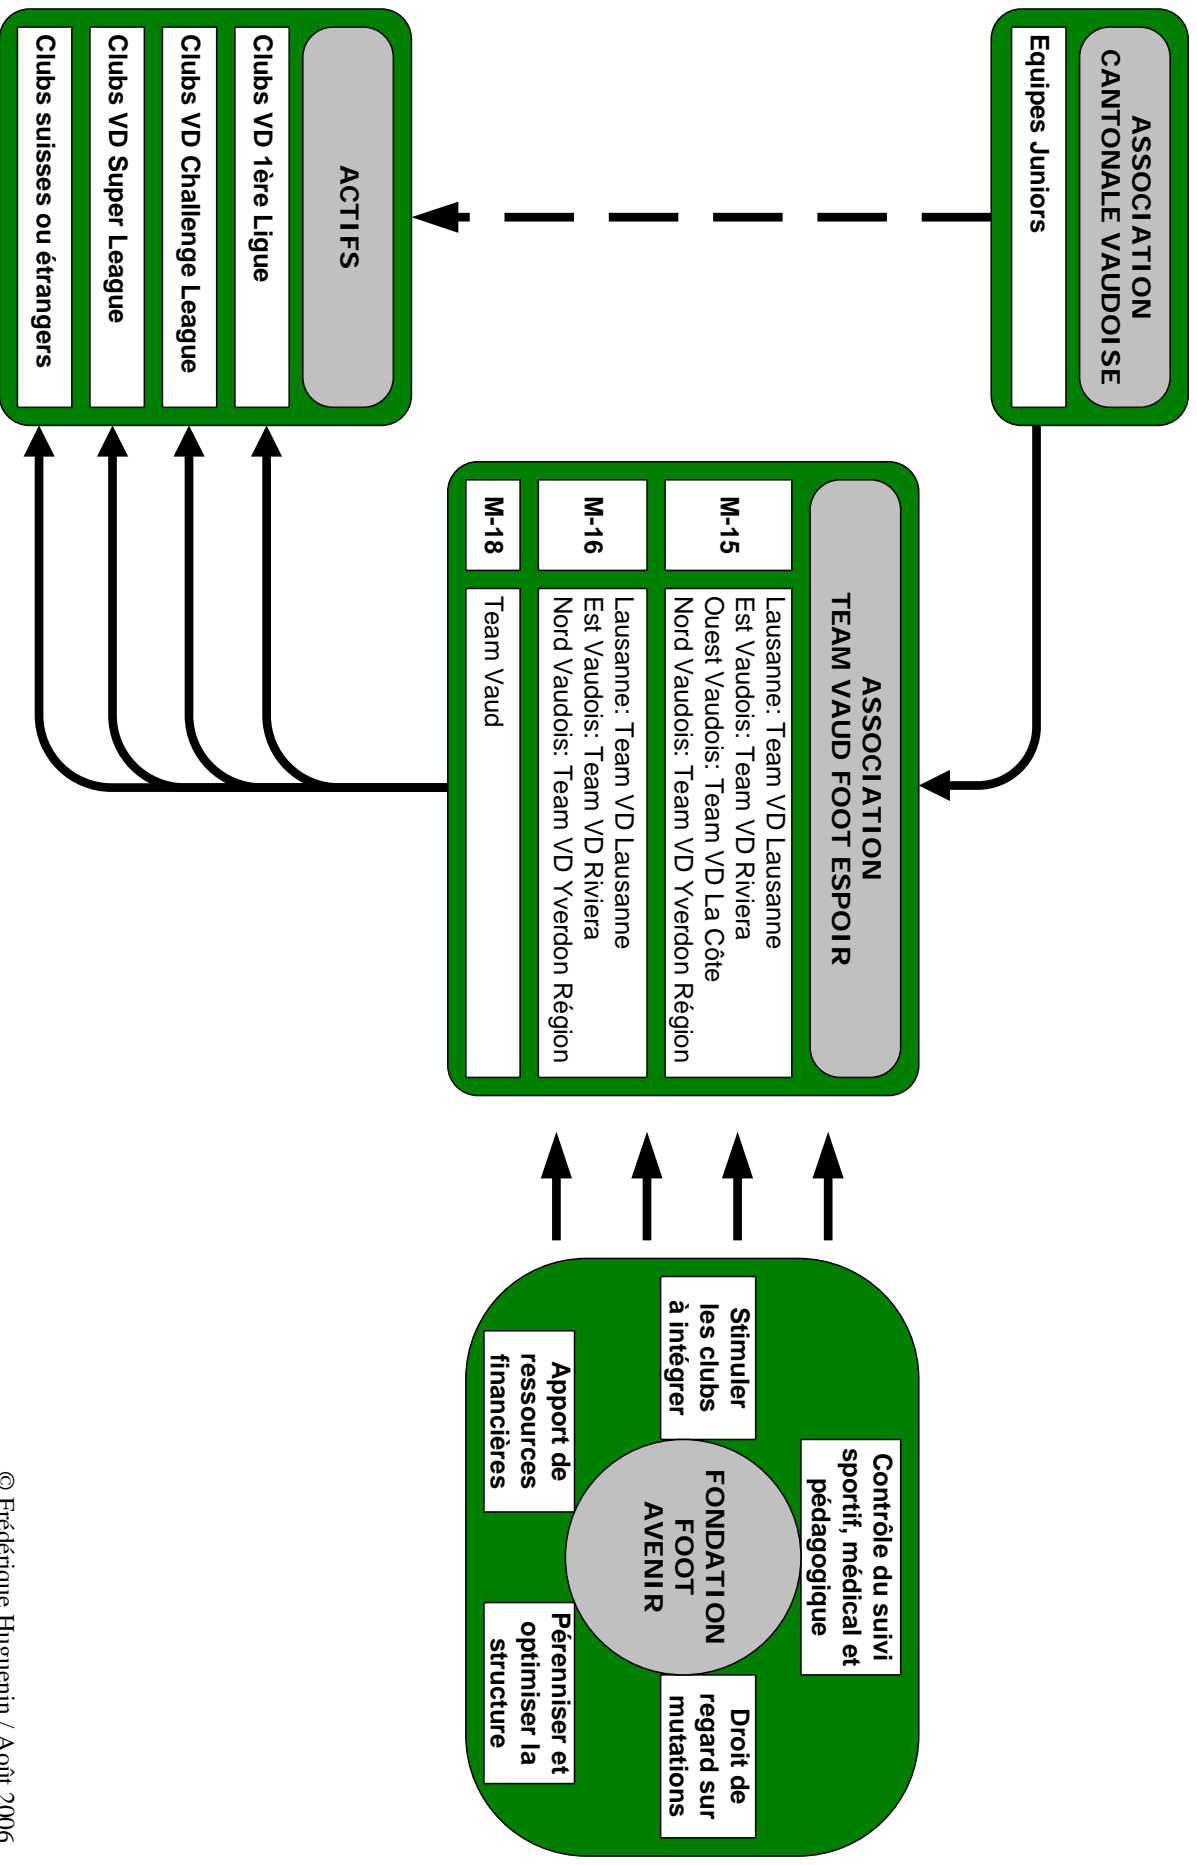 ASSOCIATION
CANTONALE VAUDOISE
Equipes Juniors
ACTIFS
Clubs VD 1ère Ligue
Clubs VD Challenge League
Clubs VD Super League
Clubs suisses ou étrangers
ASSOCIATION
TEAM VAUD FOOT ESPOIR
M-15
Lausanne: Team VD Lausanne
Est Vaudois: Team VD Riviera
Ouest Vaudois: Team VD La Côte
Nord Vaudois: Team VD Yverdon Région
M-16
Lausanne: Team VD Lausanne
Est Vaudois: Team VD Riviera
Nord Vaudois: Team VD Yverdon Région
M-18
Team Vaud
Contrôle du suivi
sportif, médical et
pédagogique
Stimuler
les clubs
à intégrer
FONDATION
FOOT
AVENIR
Droit de
regard sur
mutations
Apport de
ressources
financières
Pérenniser et
optimiser la
structure
© Frédérique Huguenin / Août 2006